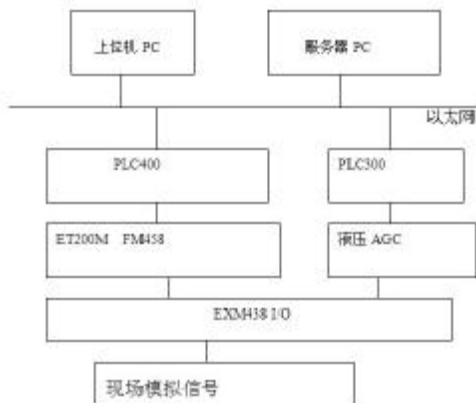 上位机 PC
服务器 PC
以太网
PLC400
PLC300
ET200M FM458
液压 AGC
EXM438 I/O
现场模拟信号